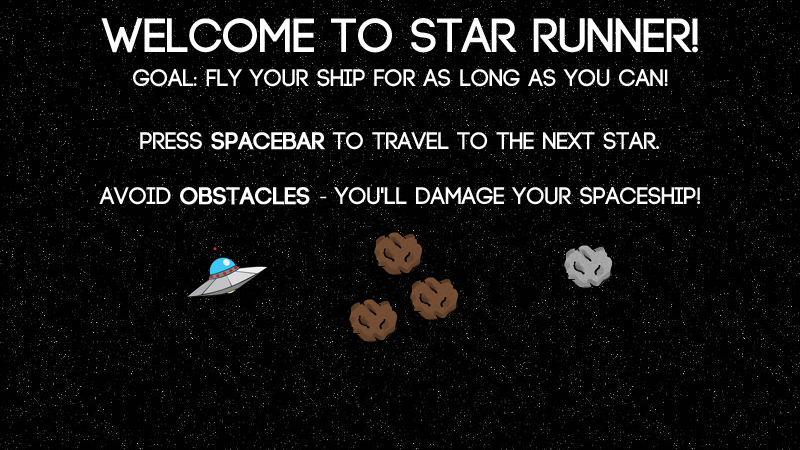 WELCOME TO STAR RUNNER!
GOAL: FLY YOUR SHIP FOR AS LONG AS YOU CAN!
PRESS SPACEBAR TO TRAVEL TO THE NEXT STAR.
AVOID OBSTACLES - YOU'LL DAMAGE YOUR SPACESHIP!